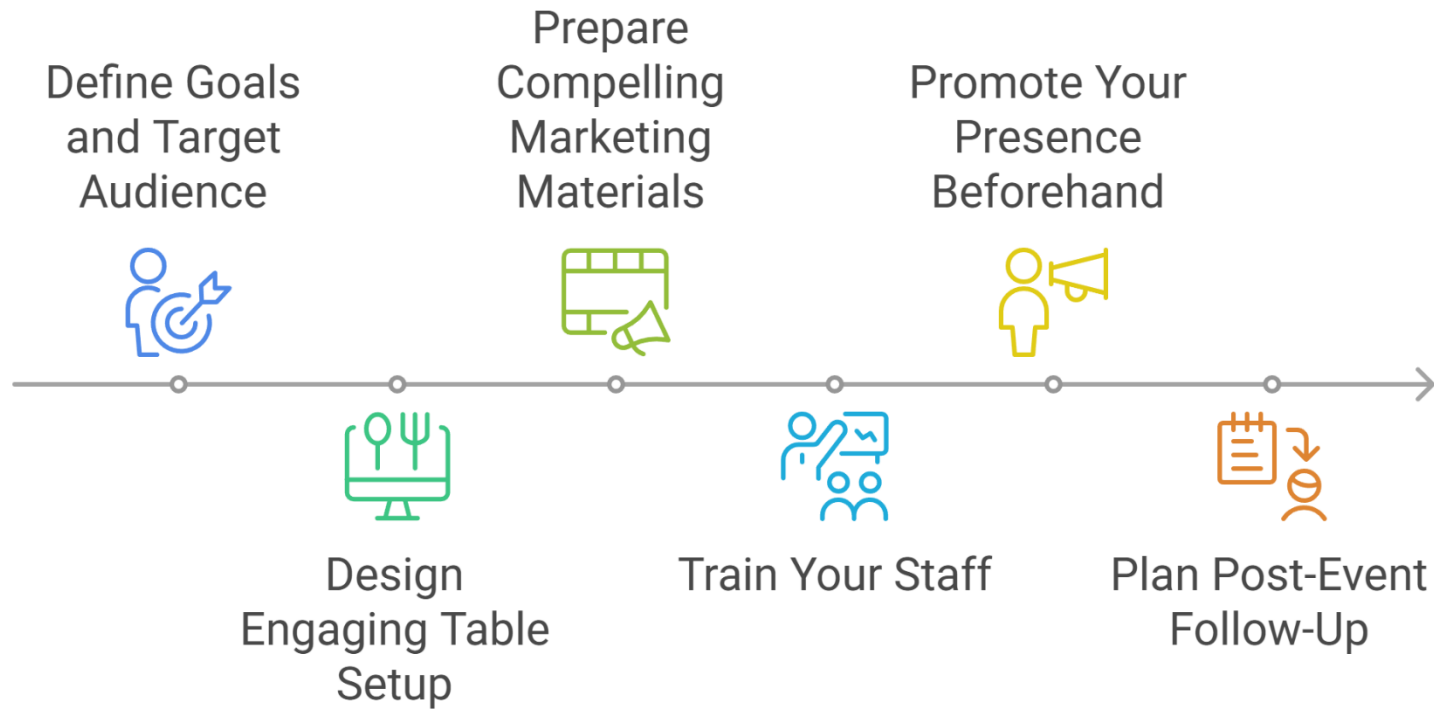 Define Goals
and Target
Audience
Design
Engaging Table
Setup
Prepare
Compelling
Marketing
Materials
Train Your Staff
Promote Your
Presence
Beforehand
Plan Post-Event
Follow-Up